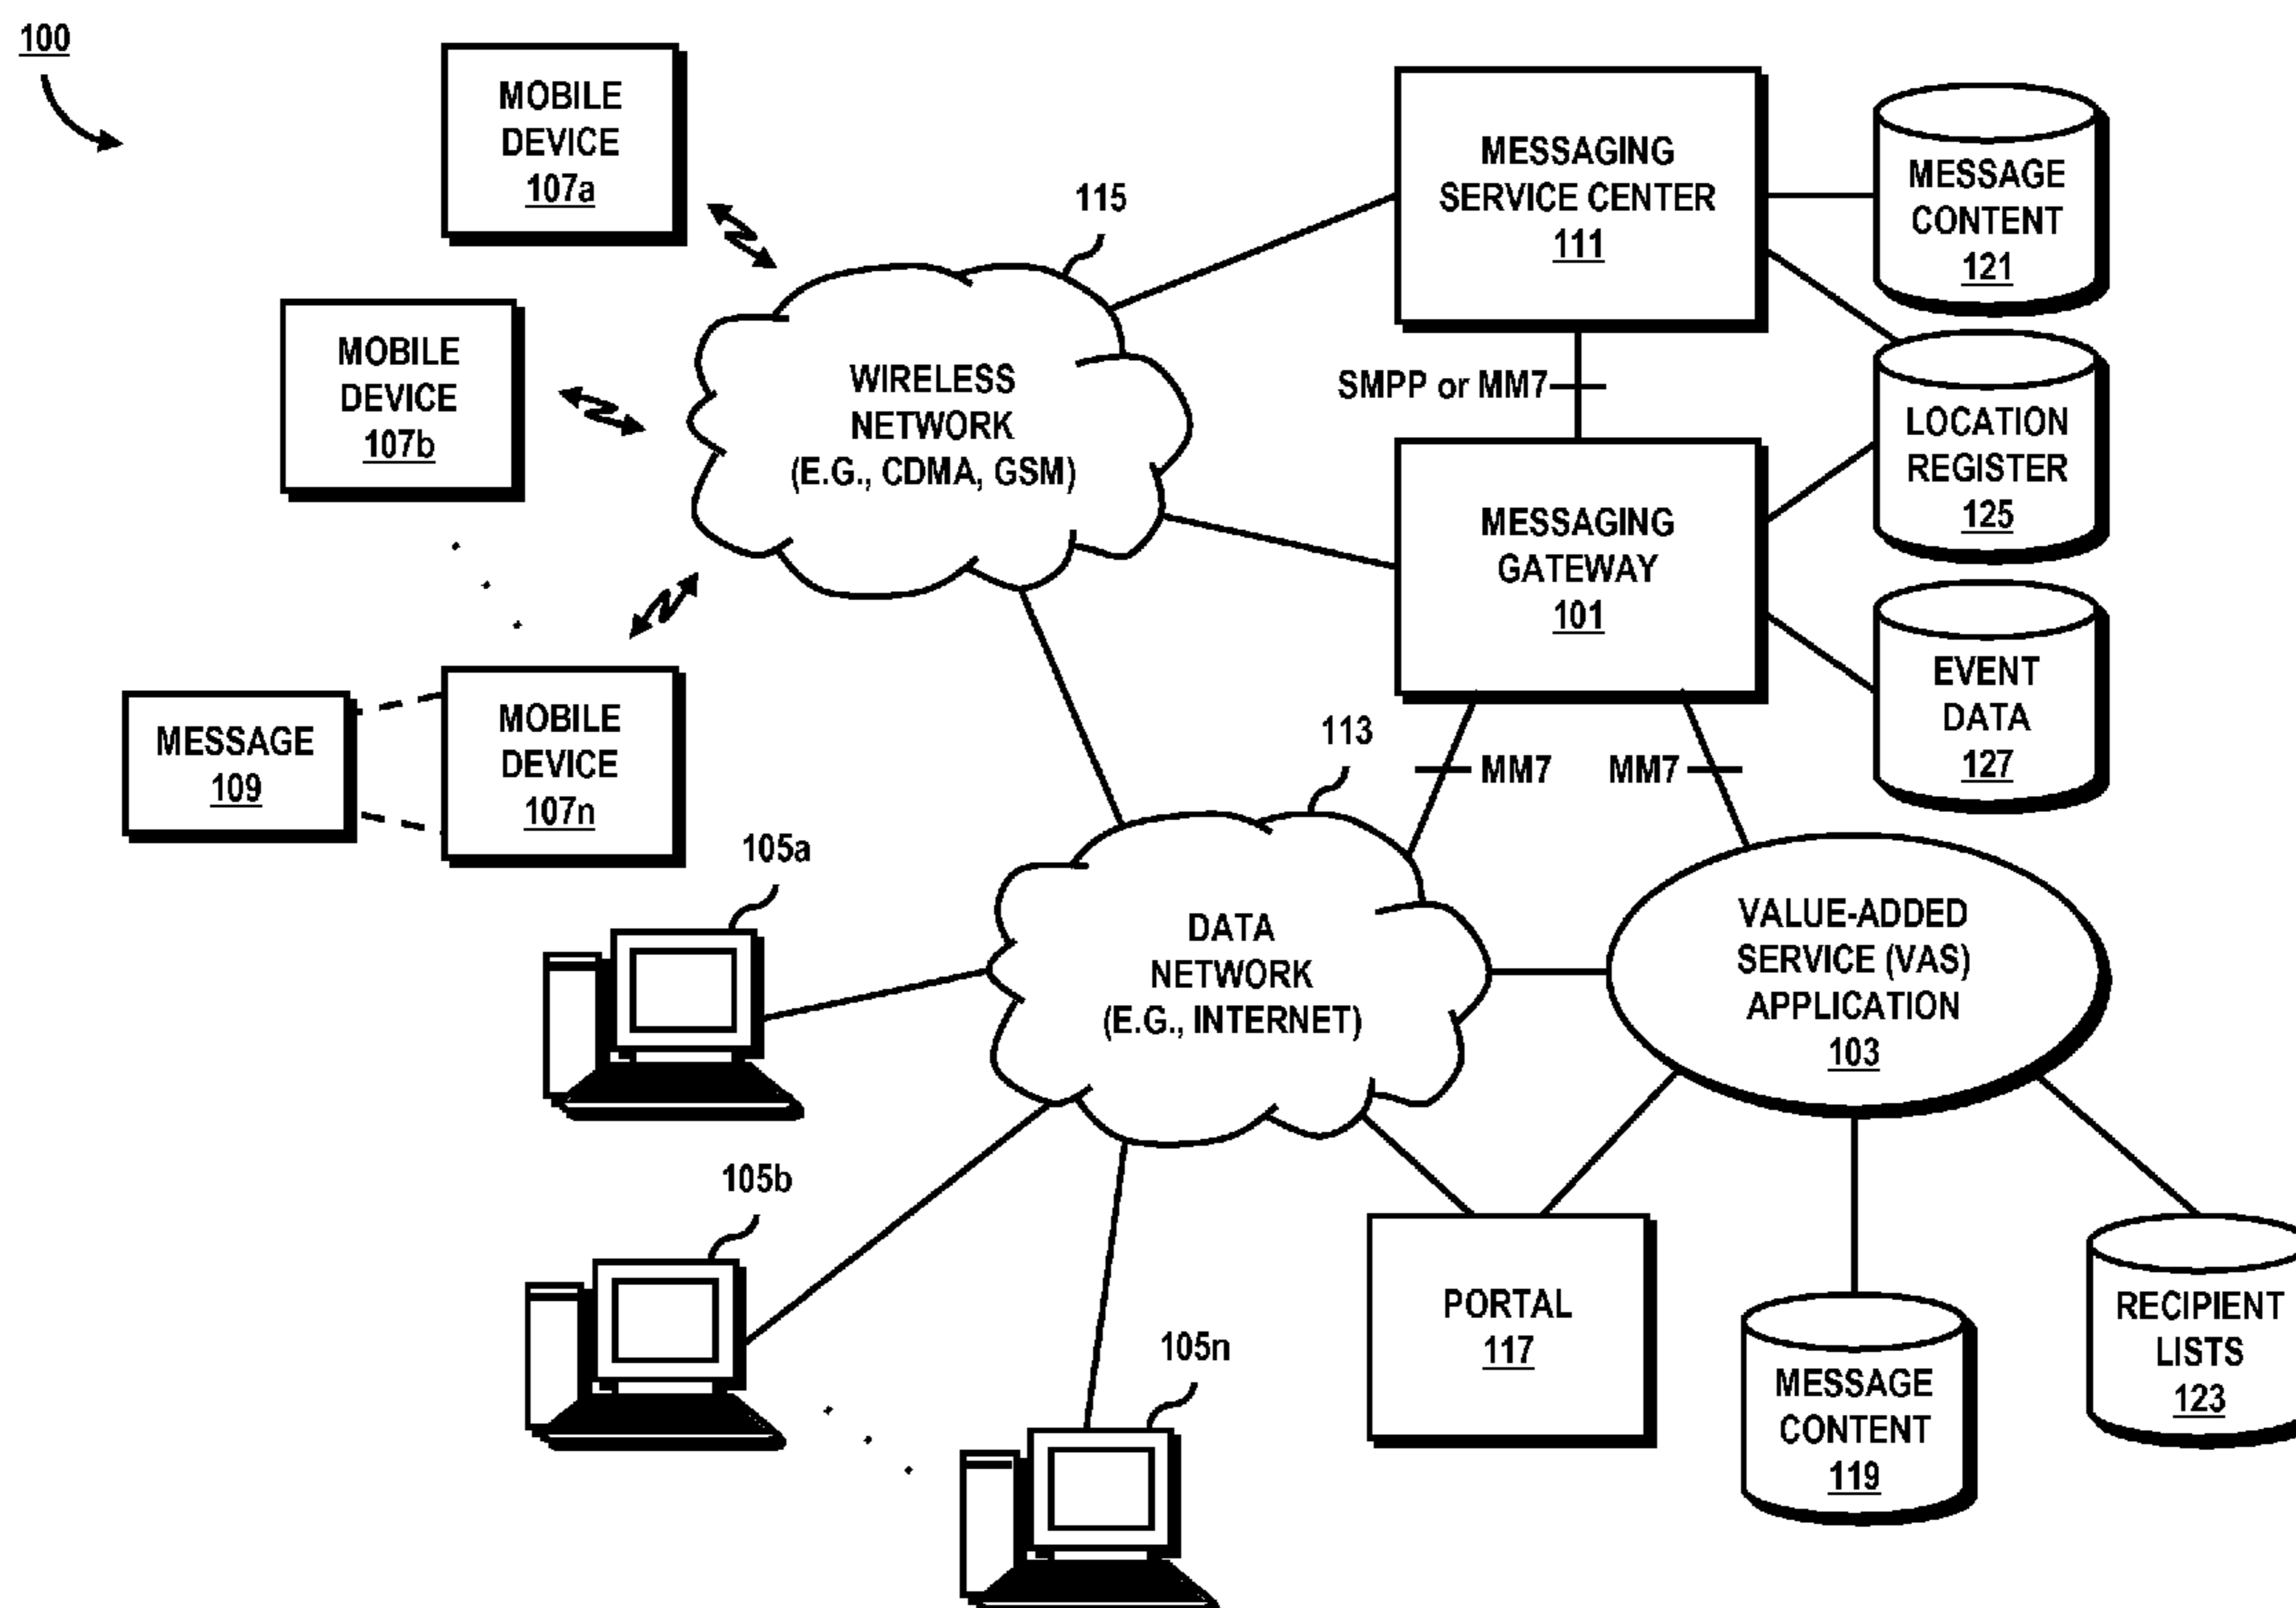 100
MOBILE
DEVICE
107a
MOBILE
DEVICE
107b
MOBILE
DEVICE
107n
MESSAGE
109
115
WIRELESS
NETWORK
(E.G., CDMA, GSM)
MESSAGING
SERVICE CENTER
111
MESSAGE
CONTENT
121
SMPP or MM7
LOCATION
REGISTER
125
MESSAGING
GATEWAY
101
EVENT
DATA
127
113
MM7
MM7
DATA
NETWORK
(E.G., INTERNET)
VALUE-ADDED
SERVICE (VAS)
APPLICATION
103
105a
105b
105n
PORTAL
117
MESSAGE
CONTENT
119
RECIPIENT
LISTS
123